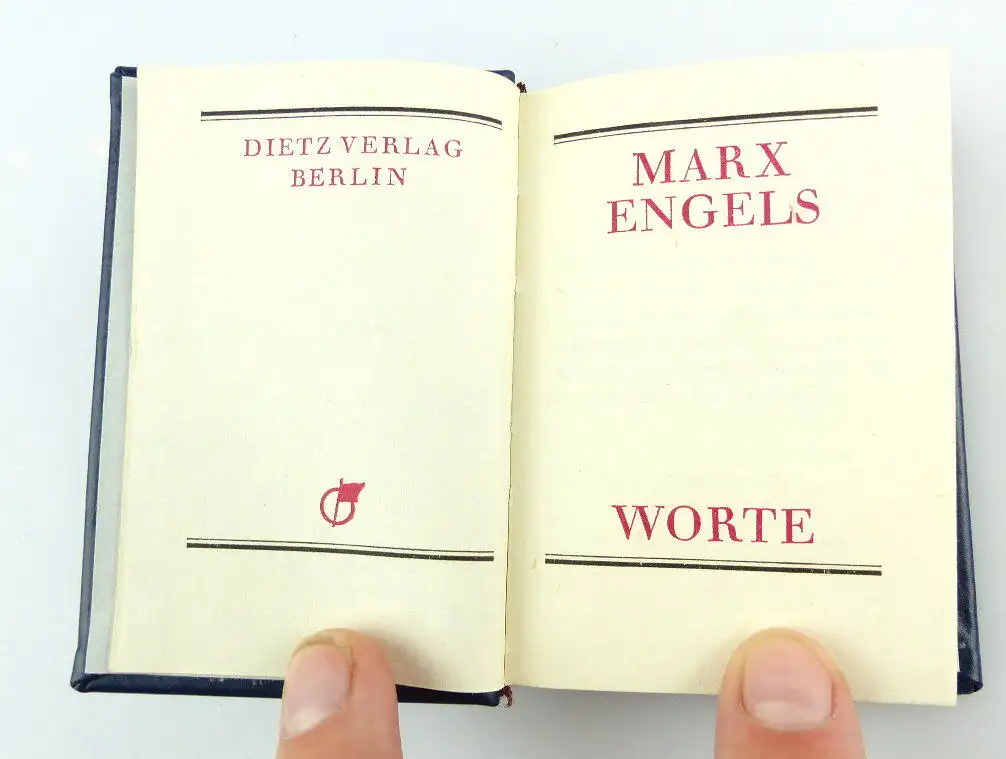 DIETZ VERLAG
BERLIN
MARX
ENGELS
WORTE